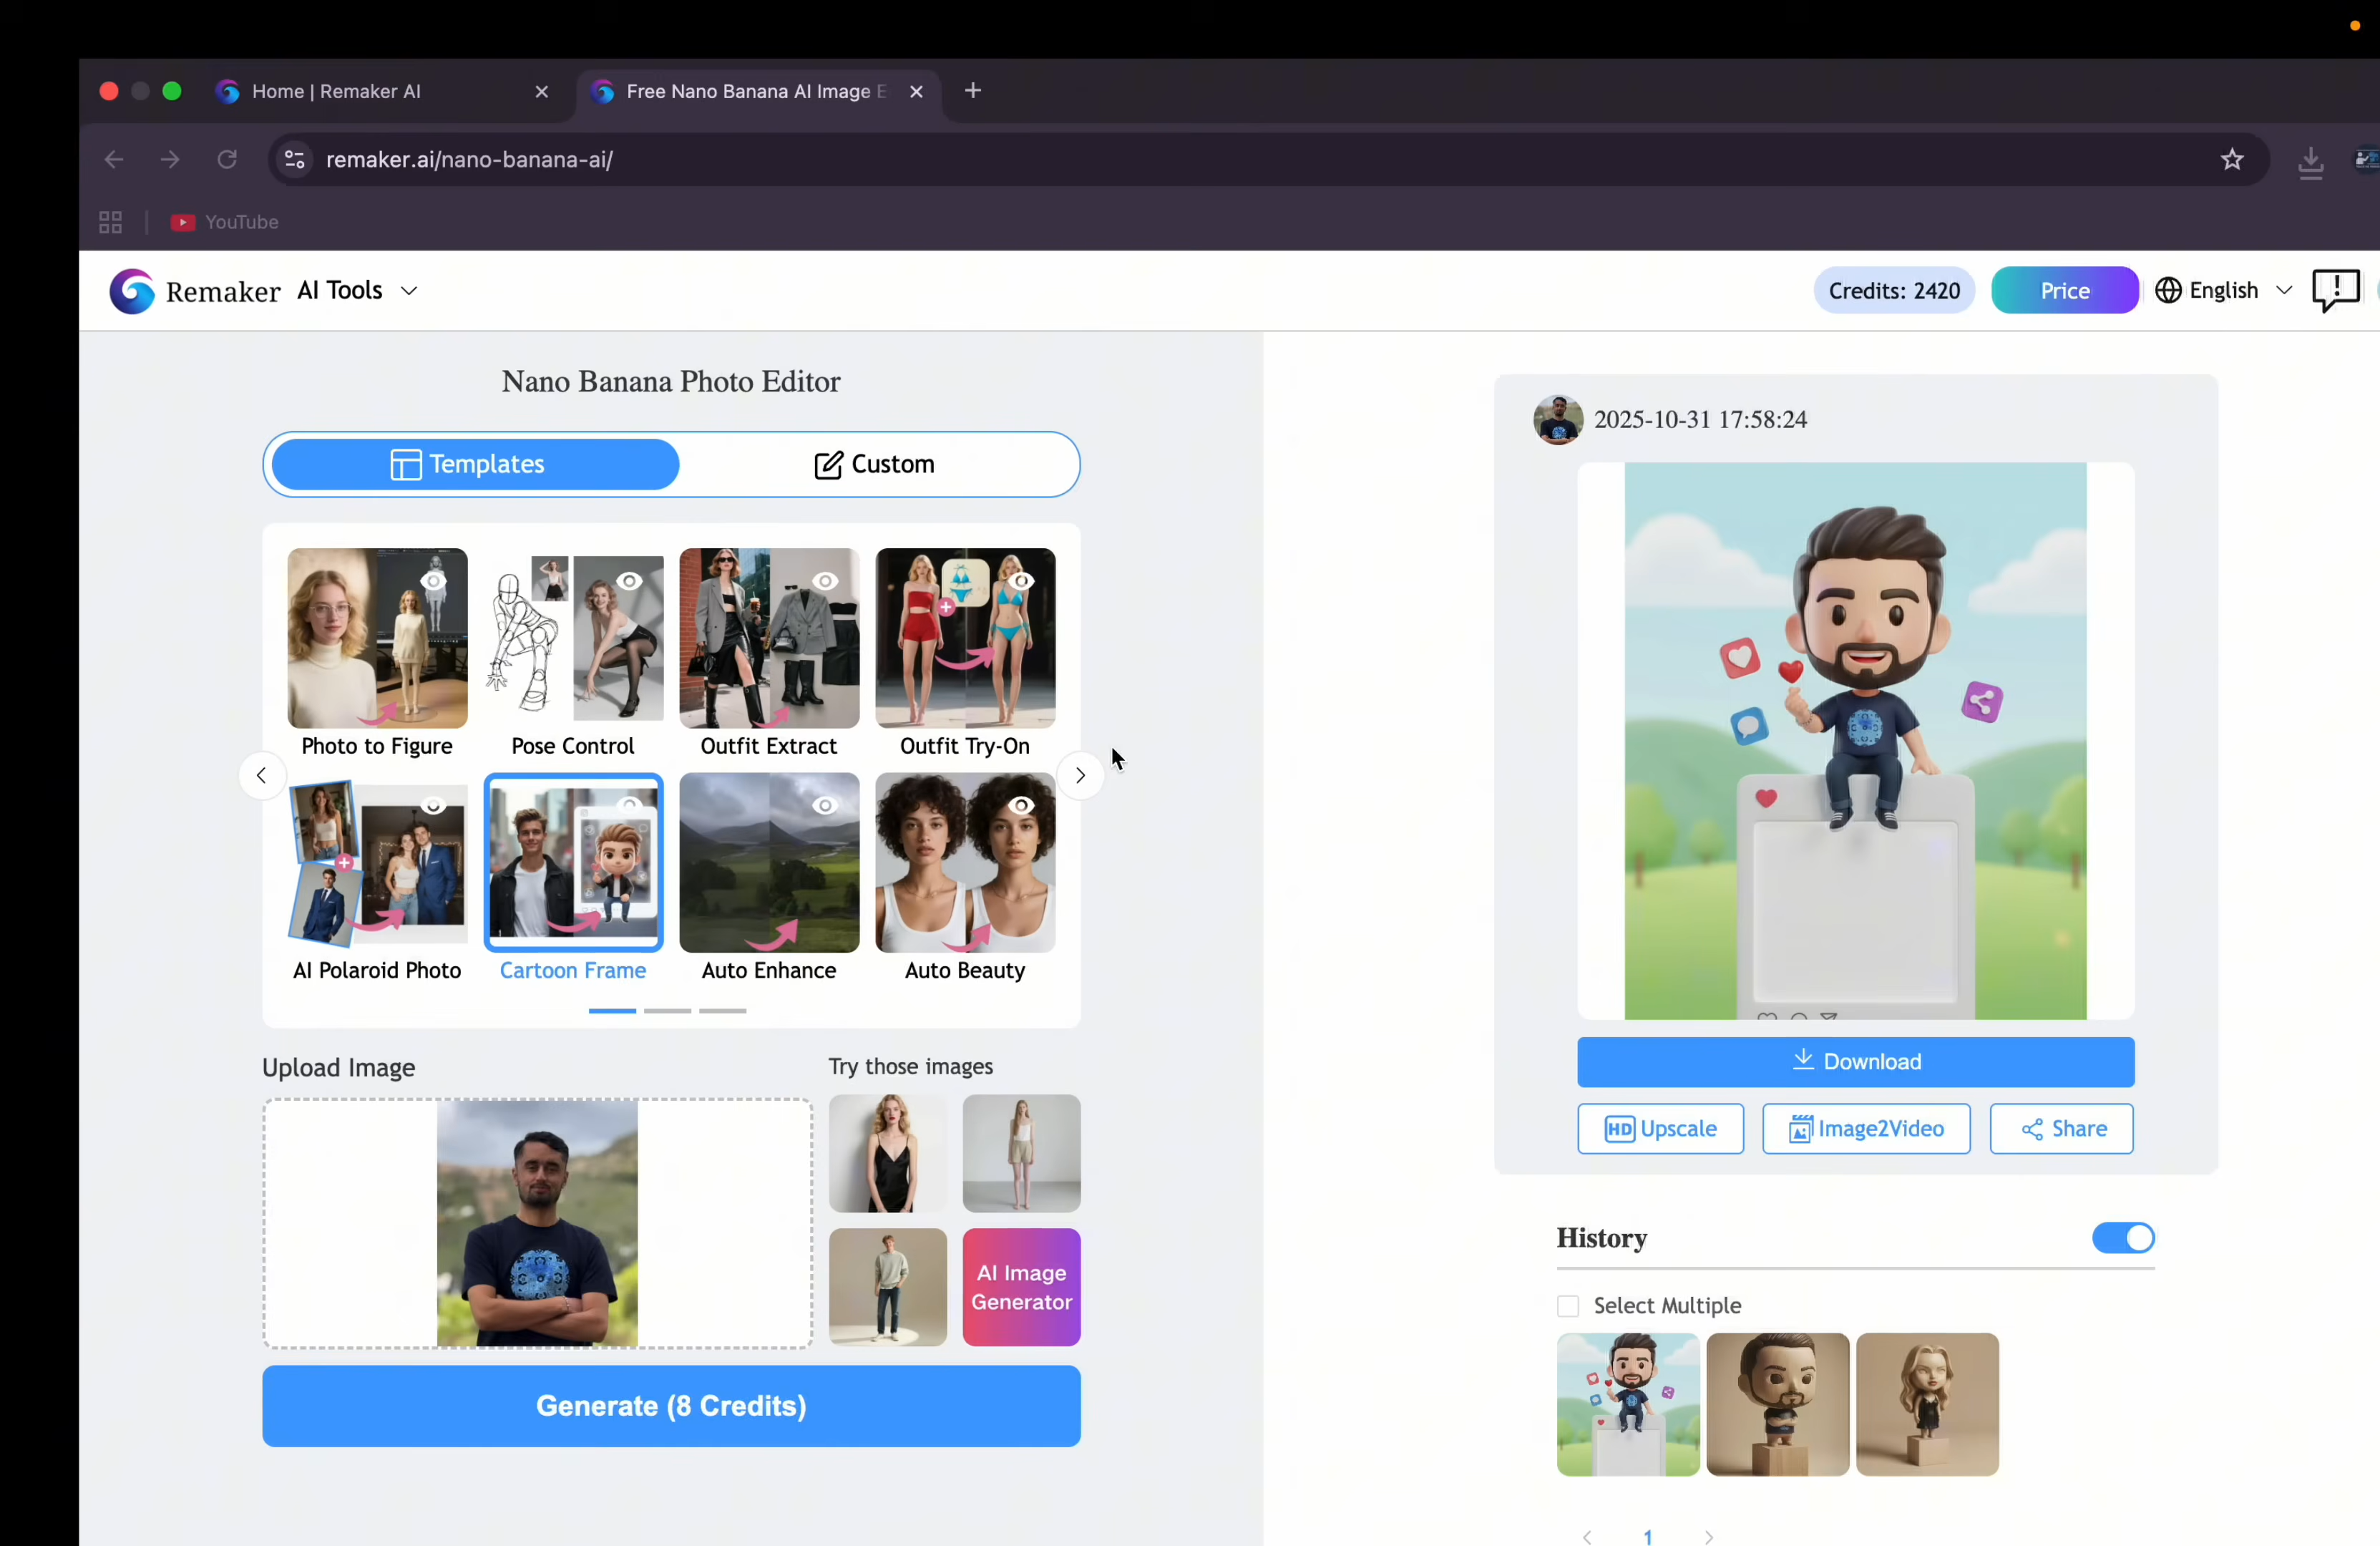 Home | Remaker AI
Free Nano Banana AI Image E
remaker.ai/nano-banana-ai/
YouTube
Remaker AI Tools
Credits: 2420
Price
English
Nano Banana Photo Editor
Templates
Custom
Photo to Figure
Pose Control
Outfit Extract
Outfit Try-On
AI Polaroid Photo
Cartoon Frame
Auto Enhance
Auto Beauty
Upload Image
Try those images
AI Image
Generator
Generate (8 Credits)
2025-10-31 17:58:24
Download
HD Upscale
Image2Video
Share
History
Select Multiple
1